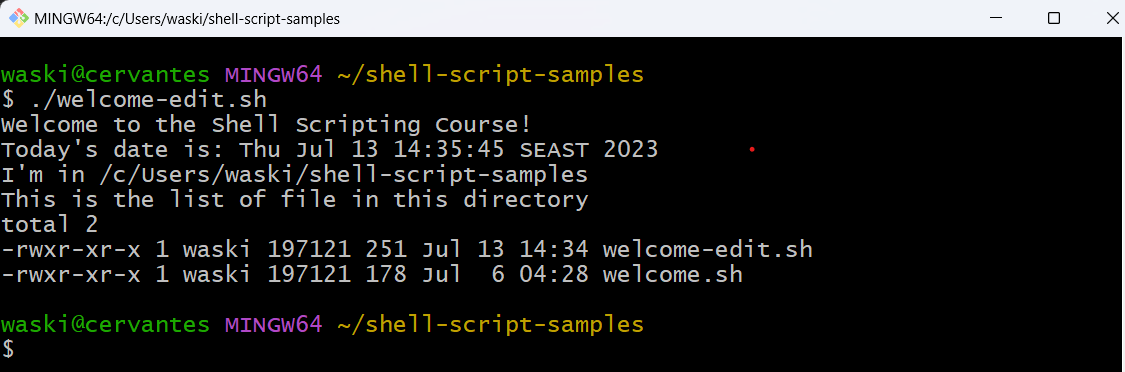 MINGW64:/c/Users/waski/shell-script-samples
waski@cervantes MINGW64 ~/shell-script-samples
$ ./welcome-edit.sh
Welcome to the Shell Scripting Course!
Today's date is: Thu Jul 13 14:35:45 SEAST 2023
I'm in /c/Users/waski/shell-script-samples
This is the list of file in this directory
total 2
-rwxr-xr-x 1 waski 197121 251 Jul 13 14:34 welcome-edit.sh
-rwxr-xr-x 1 waski 197121 178 Jul  6 04:28 welcome.sh
waski@cervantes MINGW64 ~/shell-script-samples
$